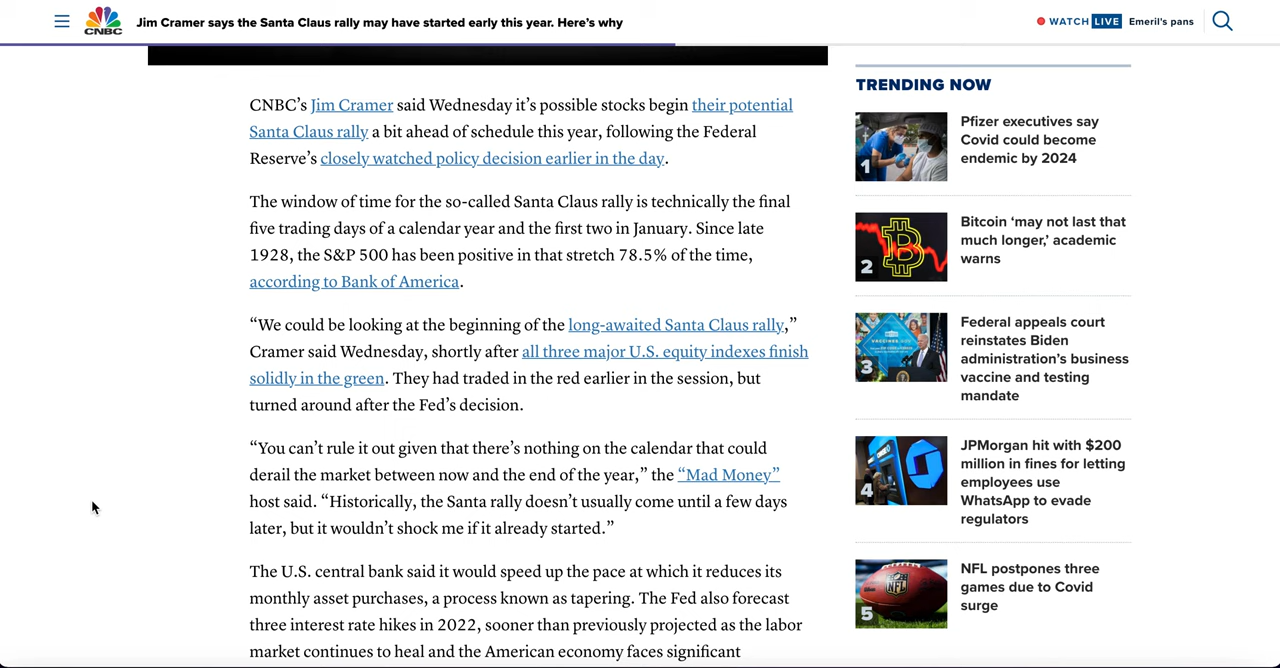 CNBC
Jim Cramer says the Santa Claus rally may have started early this year. Here’s why
WATCH LIVE
Emeril's pans
CNBC’s Jim Cramer said Wednesday it’s possible stocks begin their potential
Santa Claus rally a bit ahead of schedule this year, following the Federal
Reserve’s closely watched policy decision earlier in the day.
The window of time for the so-called Santa Claus rally is technically the final
five trading days of a calendar year and the first two in January. Since late
1928, the S&P 500 has been positive in that stretch 78.5% of the time,
according to Bank of America.
“We could be looking at the beginning of the long-awaited Santa Claus rally,”
Cramer said Wednesday, shortly after all three major U.S. equity indexes finish
solidly in the green. They had traded in the red earlier in the session, but
turned around after the Fed’s decision.
“You can’t rule it out given that there’s nothing on the calendar that could
derail the market between now and the end of the year,” the “Mad Money”
host said. “Historically, the Santa rally doesn’t usually come until a few days
later, but it wouldn’t shock me if it already started.”
The U.S. central bank said it would speed up the pace at which it reduces its
monthly asset purchases, a process known as tapering. The Fed also forecast
three interest rate hikes in 2022, sooner than previously projected as the labor
market continues to heal and the American economy faces significant
TRENDING NOW
1
Pfizer executives say
Covid could become
endemic by 2024
2
Bitcoin ‘may not last that
much longer,’ academic
warns
3
Federal appeals court
reinstates Biden
administration’s business
vaccine and testing
mandate
4
JPMorgan hit with $200
million in fines for letting
employees use
WhatsApp to evade
regulators
5
NFL postpones three
games due to Covid
surge